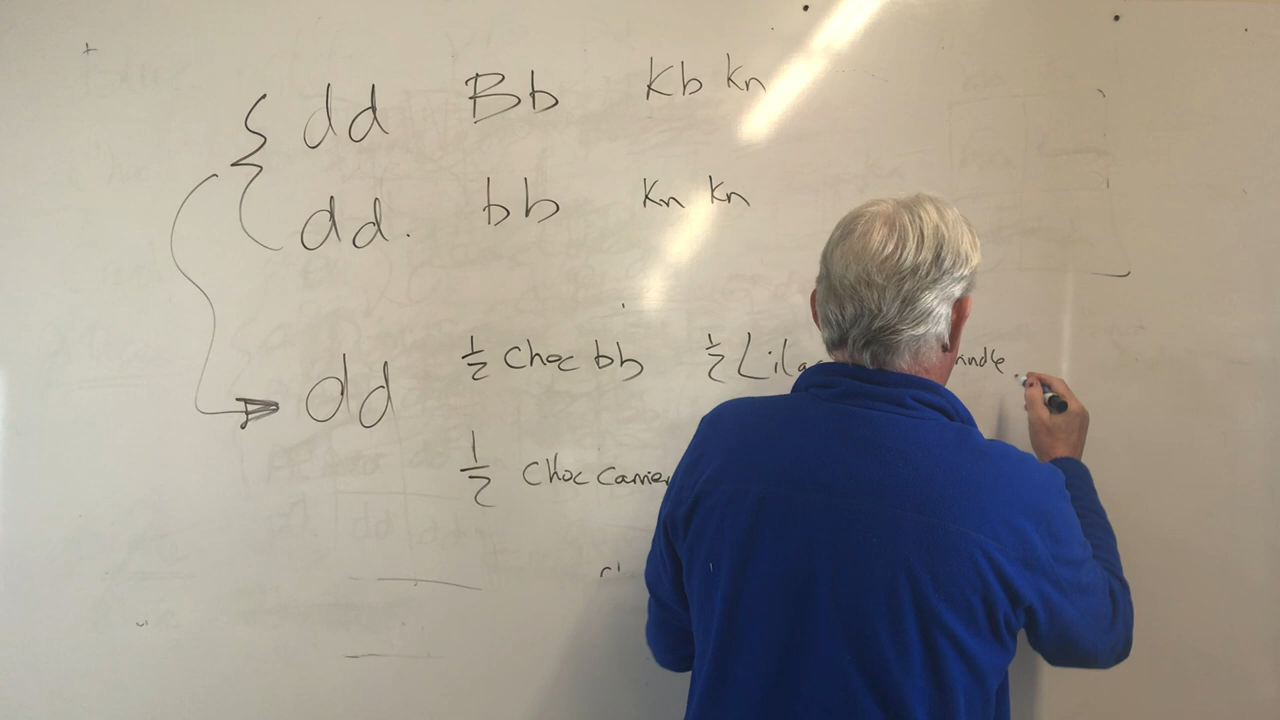 dd Bb Kb kn
dd. bb Kn kn
dd ½ Choc bb ½
½ Choc carrier